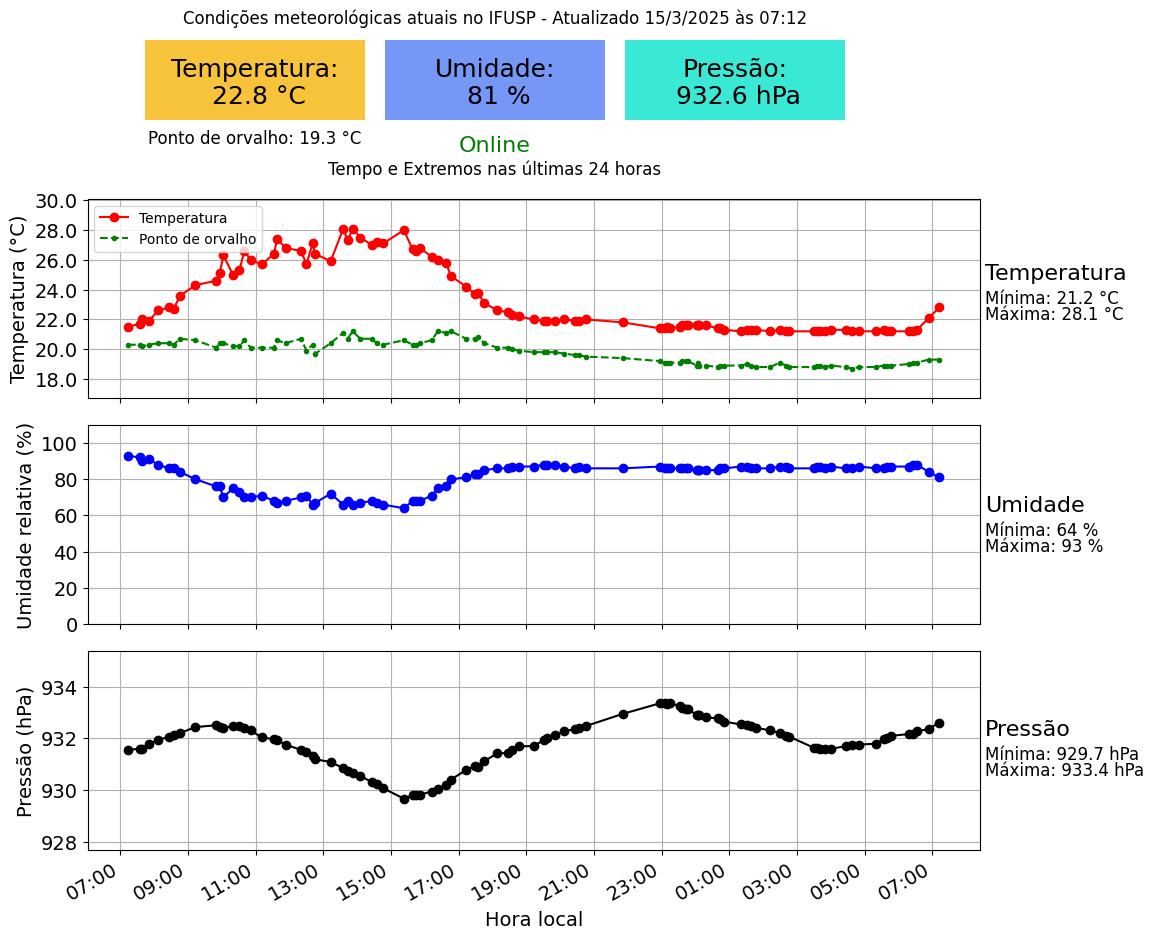 Condições meteorológicas atuais no IFUSP - Atualizado 15/3/2025 às 07:12
Temperatura:
22.8 °C
Umidade:
81 %
Pressão:
932.6 hPa
Ponto de orvalho: 19.3 °C
Online
Tempo e Extremos nas últimas 24 horas
Temperatura (°C)
30.0
28.0
26.0
24.0
22.0
20.0
18.0
Temperatura
Ponto de orvalho
Temperatura
Mínima: 21.2 °C
Máxima: 28.1 °C
Umidade relativa (%)
100
80
60
40
20
0
Umidade
Mínima: 64 %
Máxima: 93 %
Pressão (hPa)
934
932
930
928
Pressão
Mínima: 929.7 hPa
Máxima: 933.4 hPa
07:00 09:00 11:00 13:00 15:00 17:00 19:00 21:00 23:00 01:00 03:00 05:00 07:00
Hora local